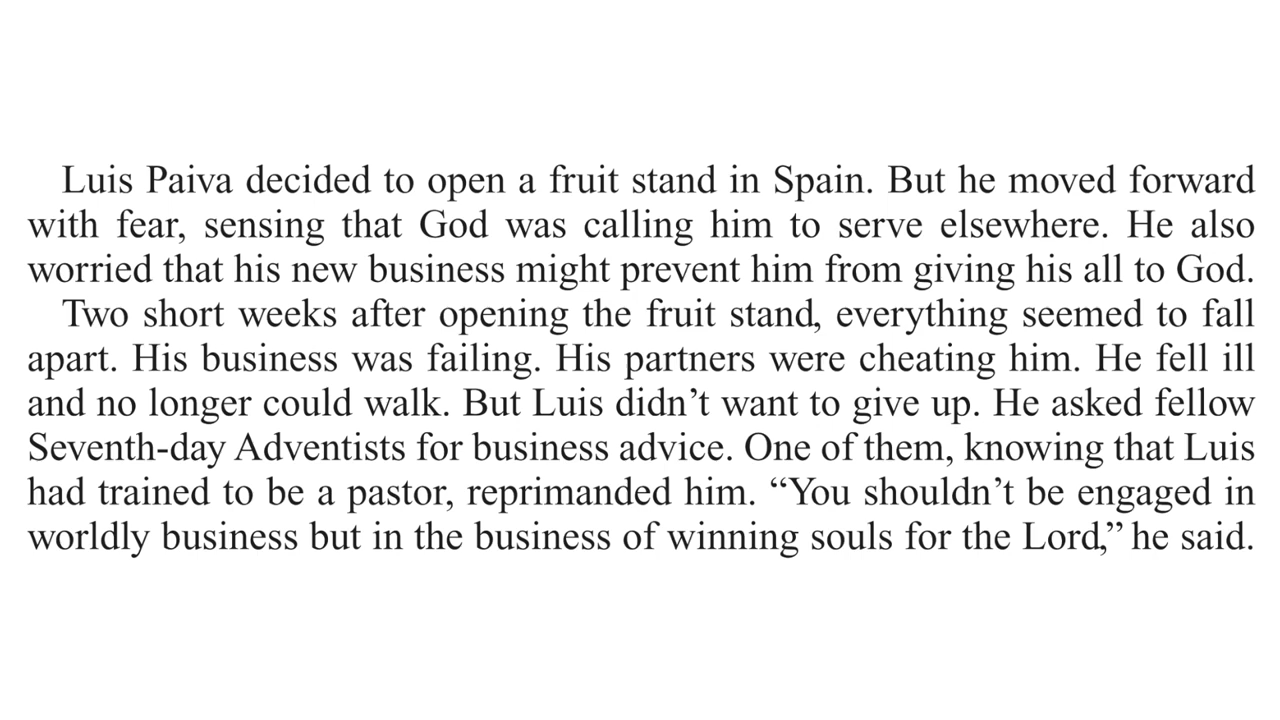 Luis Paiva decided to open a fruit stand in Spain. But he moved forward
with fear, sensing that God was calling him to serve elsewhere. He also
worried that his new business might prevent him from giving his all to God.
Two short weeks after opening the fruit stand, everything seemed to fall
apart. His business was failing. His partners were cheating him. He fell ill
and no longer could walk. But Luis didn’t want to give up. He asked fellow
Seventh-day Adventists for business advice. One of them, knowing that Luis
had trained to be a pastor, reprimanded him. “You shouldn’t be engaged in
worldly business but in the business of winning souls for the Lord,” he said.